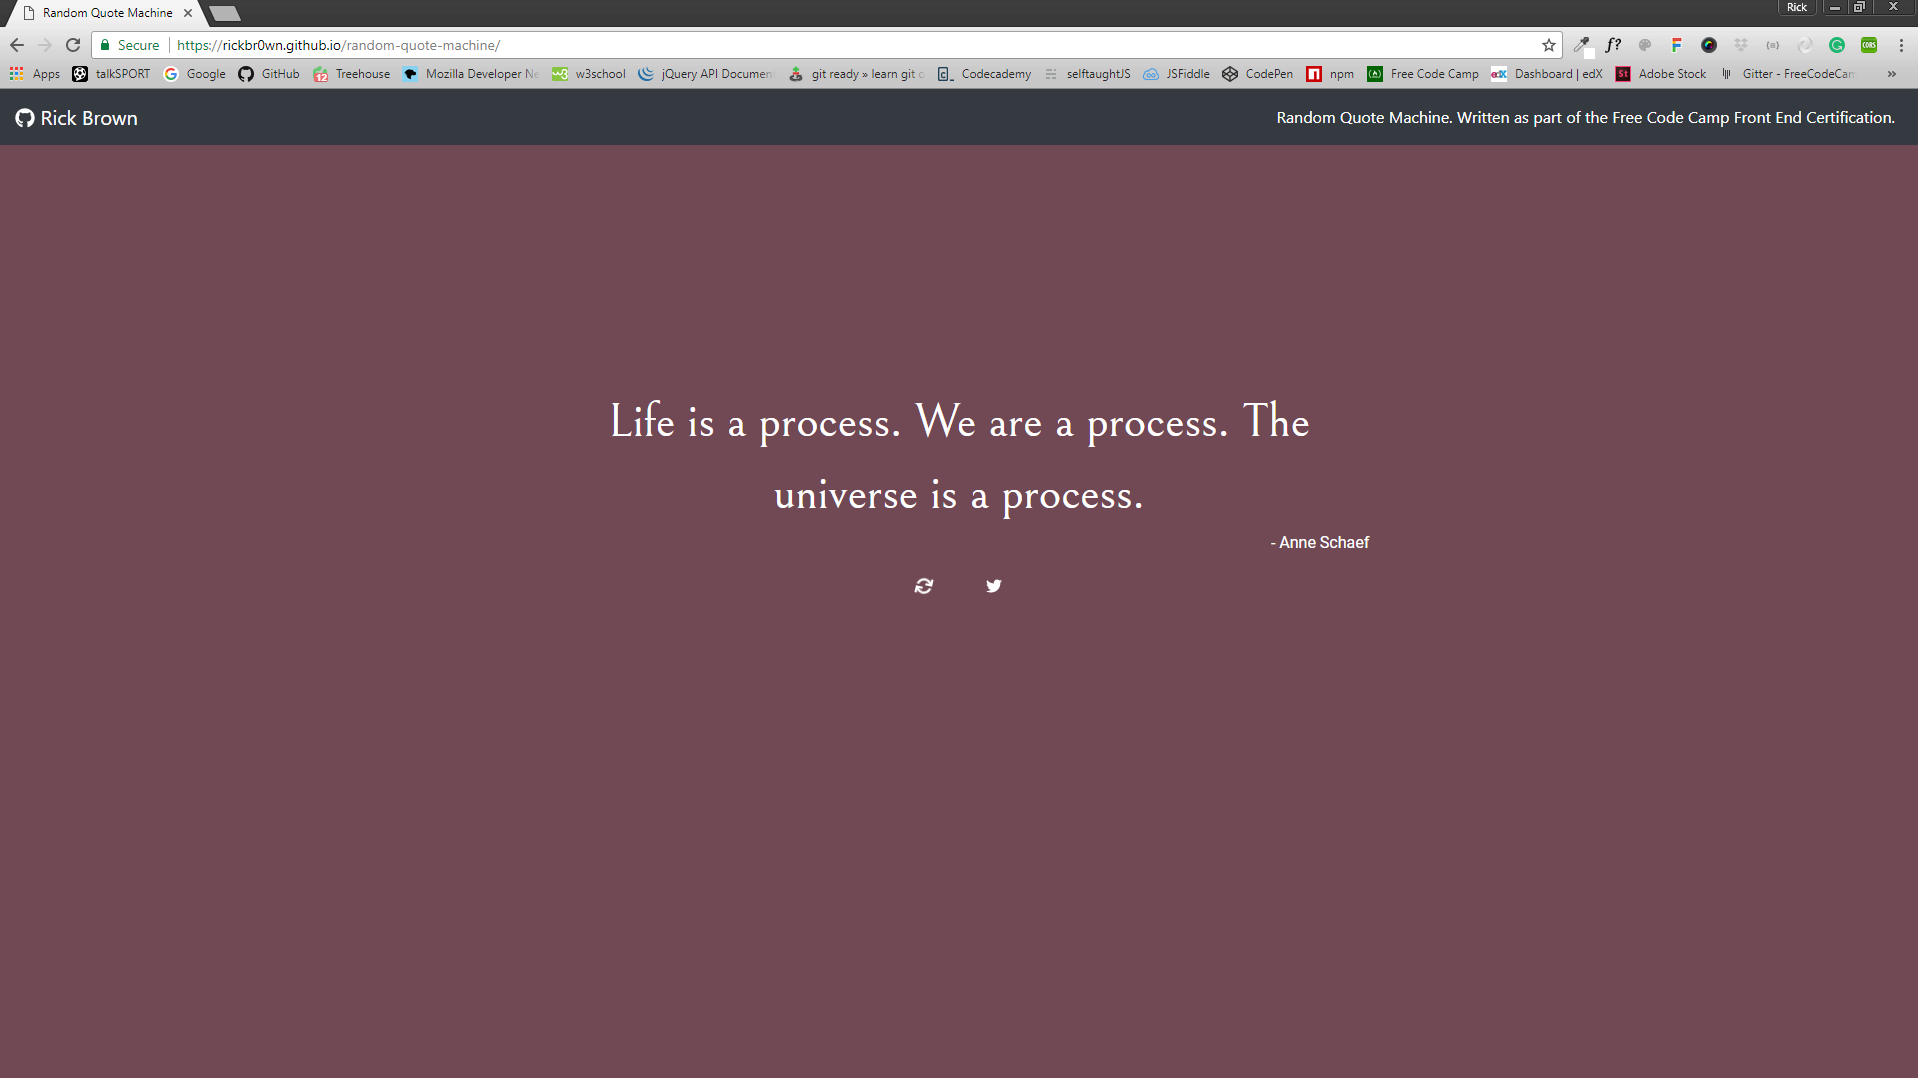 Random Quote Machine
Rick
Secure https://rickbr0wn.github.io/random-quote-machine/
f?
Apps talkSPORT Google GitHub Treehouse Mozilla Developer Ne w3school jQuery API Documen git ready » learn git o Codecademy selftaughtJS JSFiddle CodePen npm Free Code Camp edX Dashboard | edX St Adobe Stock Gitter - FreeCodeCam »
Rick Brown
Random Quote Machine. Written as part of the Free Code Camp Front End Certification.
Life is a process. We are a process. The
universe is a process.
- Anne Schaef